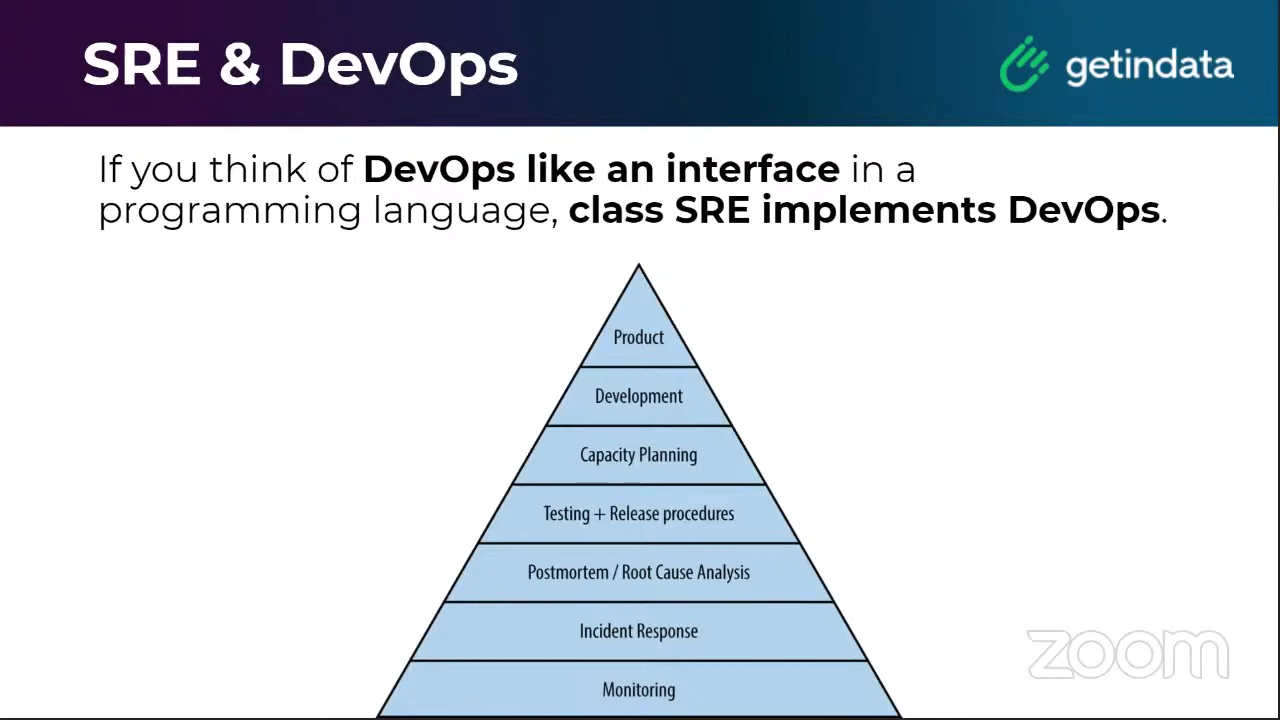 SRE & DevOps
getindata
If you think of DevOps like an interface in a
programming language, class SRE implements DevOps.
Product
Development
Capacity Planning
Testing + Release procedures
Postmortem / Root Cause Analysis
Incident Response
Monitoring
zoom